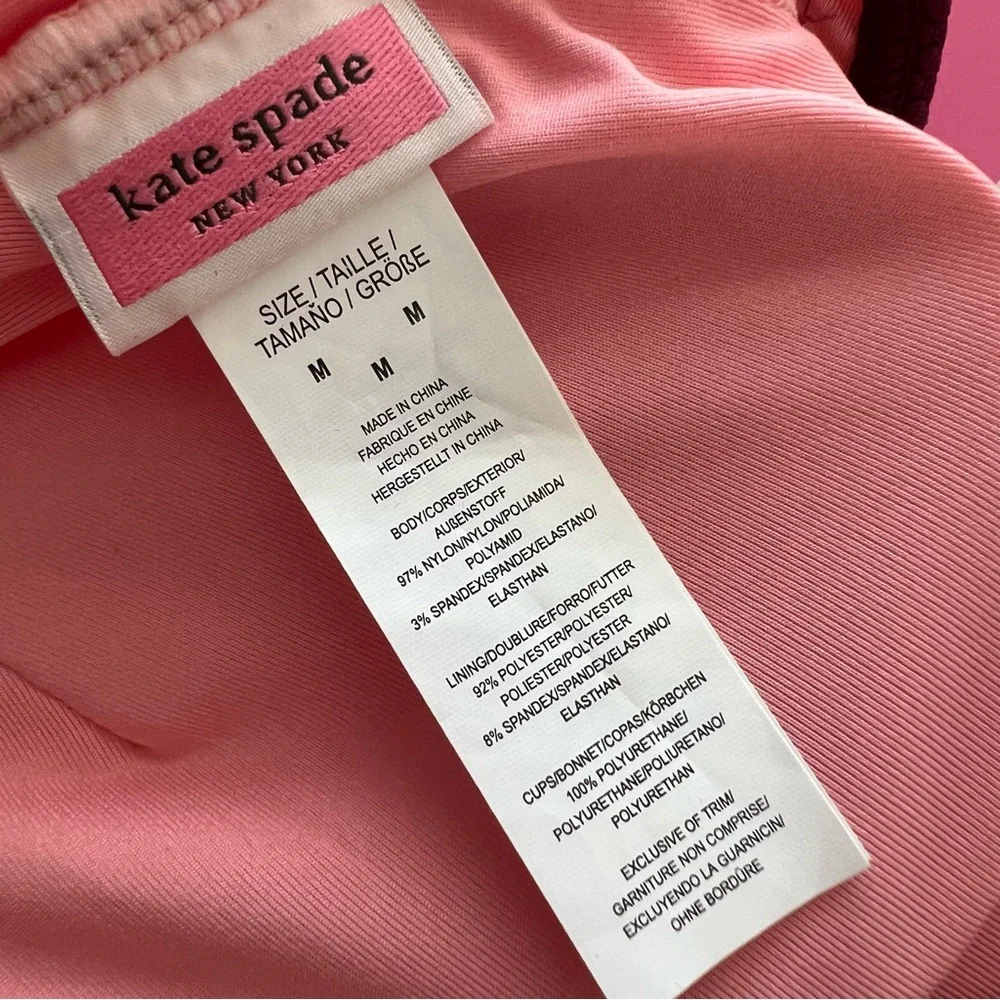 kate spade
NEW YORK
SIZE / TAILLE /
TAMAŇO / GRÖßE
M M M
MADE IN CHINA
FABRIQUE EN CHINE
HECHO EN CHINA
HERGESTELLT IN CHINA
BODY/CORPS/EXTERIOR/
AUßENSTOFF
97% NYLON/NYLON/POLIAMIDA/
POLYAMID
3% SPANDEX/SPANDEX/ELASTANO/
ELASTHAN
LINING/DOUBLURE/FORRO/FUTTER
92% POLYESTER/POLYESTER/
POLIESTER/POLYESTER
8% SPANDEX/SPANDEX/ELASTANO/
ELASTHAN
CUPS/BONNET/COPAS/KÖRBCHEN
100% POLYURETHANE/
POLYURETHANE/POLIURETANO/
POLYURETHAN
EXCLUSIVE OF TRIM/
GARNITURE NON COMPRISE/
EXCLUYENDO LA GUARNICIN/
OHNE BORDÜRE